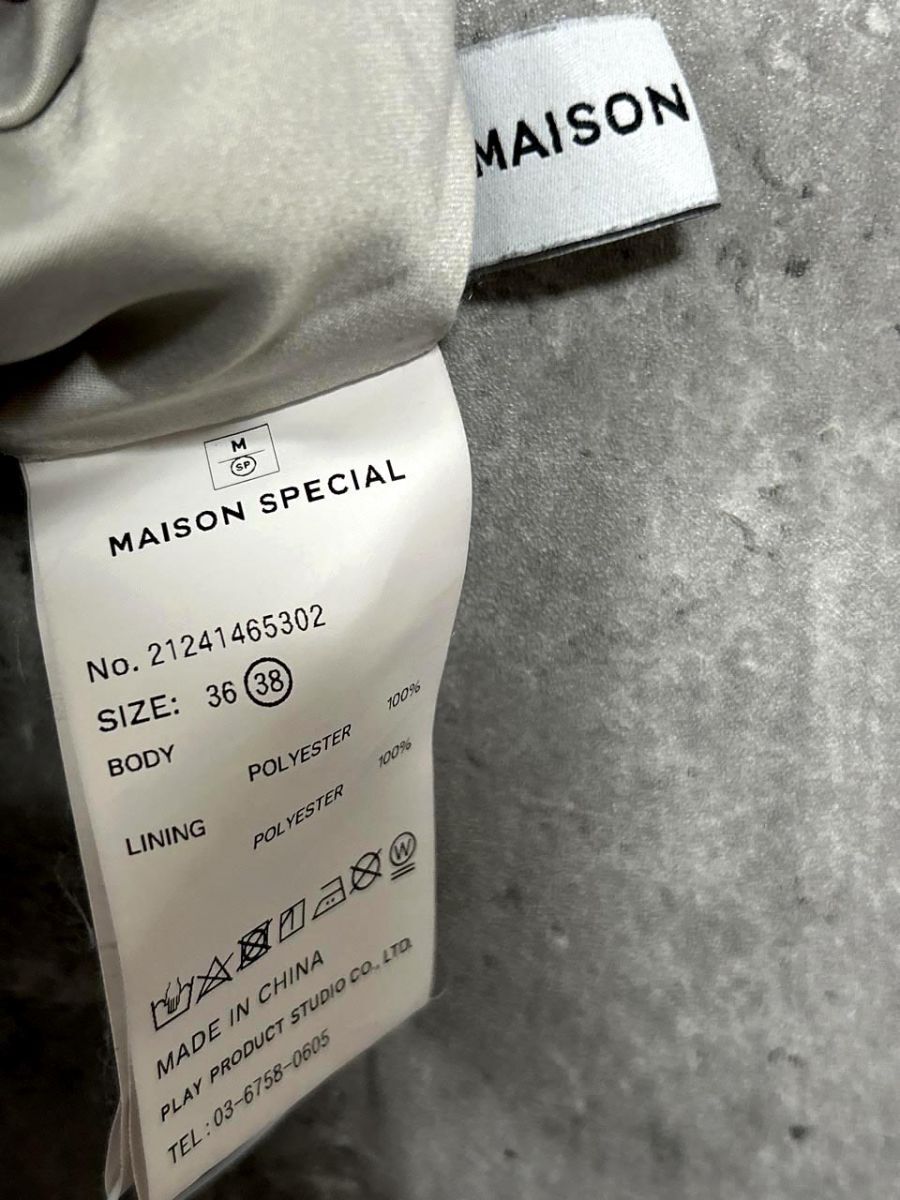 MAISON
M
SP
MAISON SPECIAL
No. 21241465302
SIZE: 36 38
BODY POLYESTER 100%
LINING POLYESTER 100%
W
MADE IN CHINA
PLAY PRODUCT STUDIO CO., LTD.
TEL : 03-6758-0605